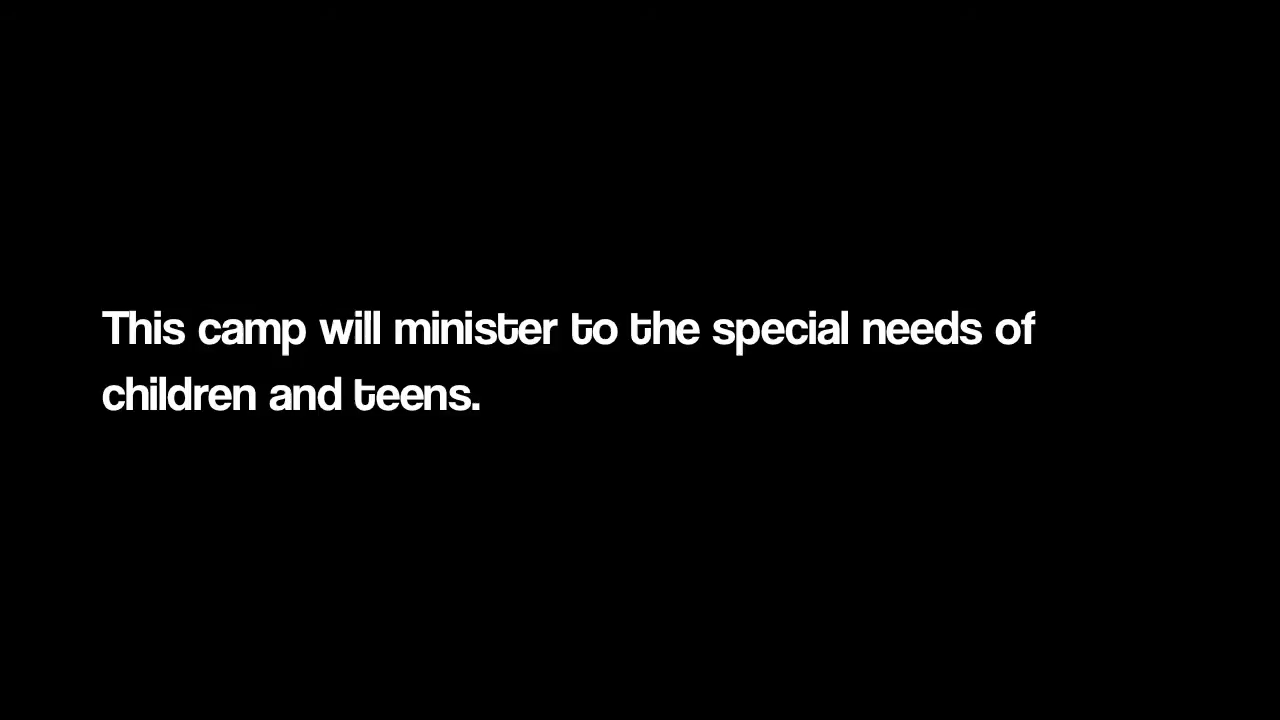 This camp will minister to the special needs of
children and teens.